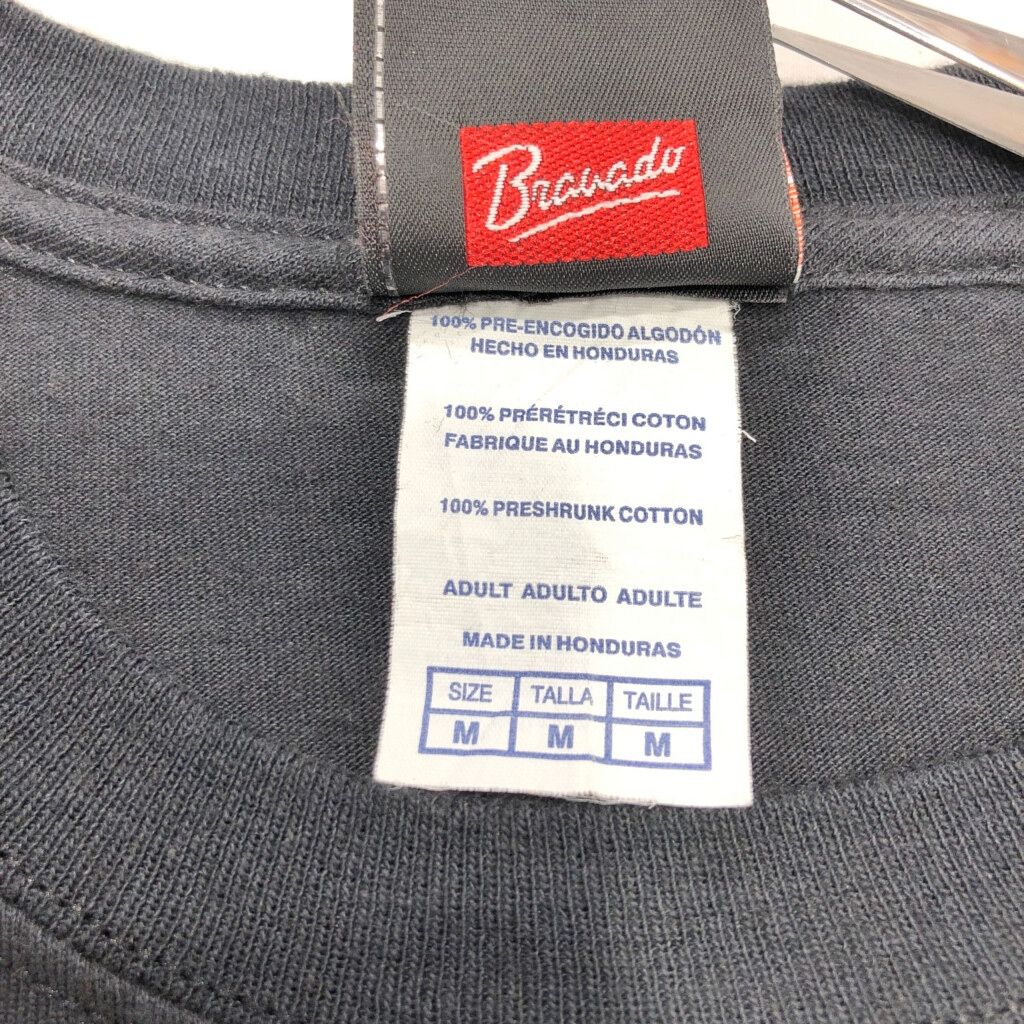 Bravado
100% PRE-ENCOGIDO ALGODÓN
HECHO EN HONDURAS
100% PRÉRÉTRÉCI COTON
FABRIQUE AU HONDURAS
100% PRESHRUNK COTTON
ADULT ADULTO ADULTE
MADE IN HONDURAS
SIZE TALLA TAILLE
M M M